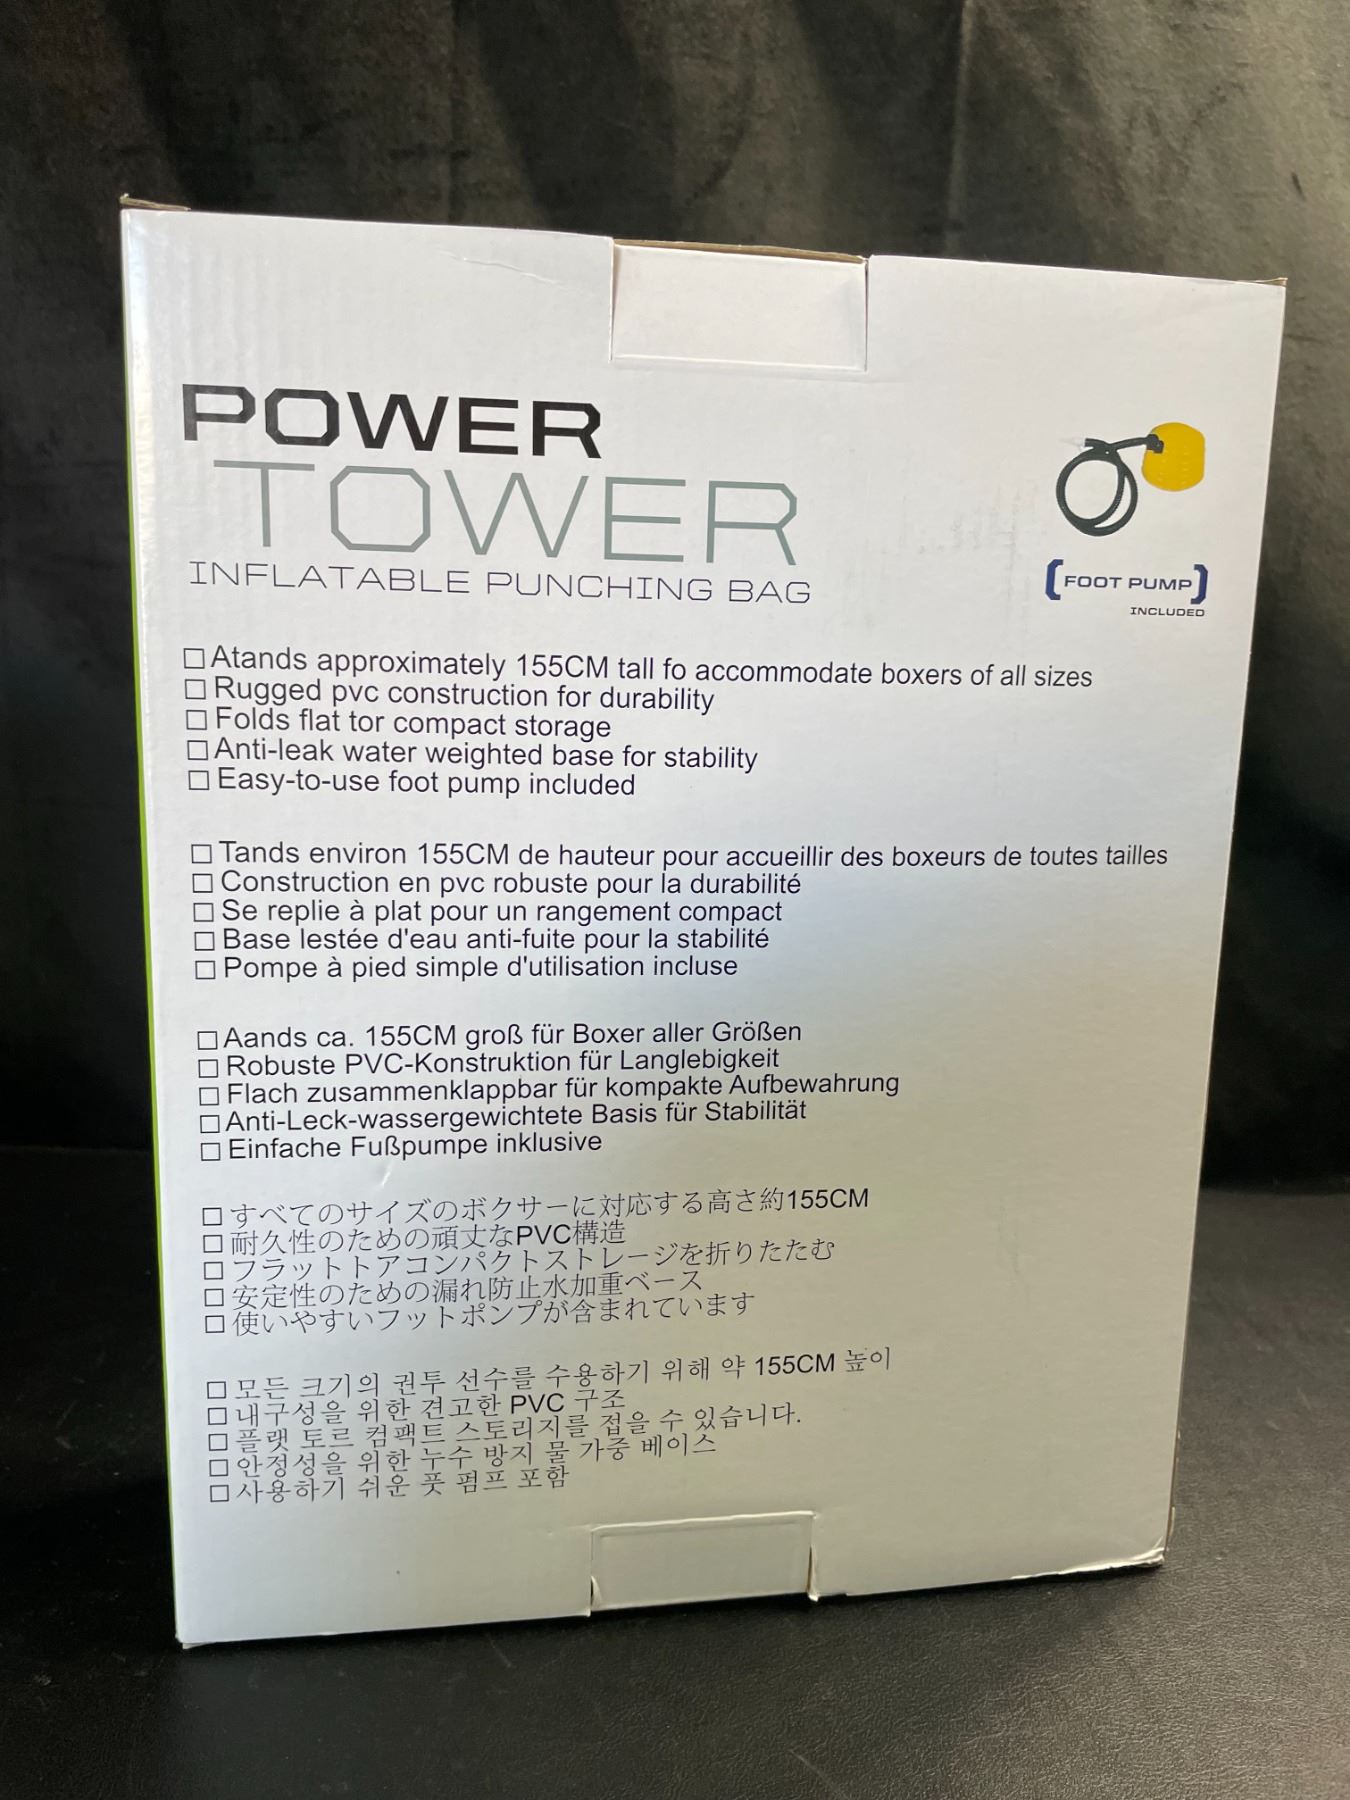 POWER
TOWER
INFLATABLE PUNCHING BAG
[FOOT PUMP]
INCLUDED
□ Atands approximately 155CM tall fo accommodate boxers of all sizes
□ Rugged pvc construction for durability
□ Folds flat tor compact storage
□ Anti-leak water weighted base for stability
□ Easy-to-use foot pump included
□ Tands environ 155CM de hauteur pour accueillir des boxeurs de toutes tailles
□ Construction en pvc robuste pour la durabilité
□ Se replie à plat pour un rangement compact
□ Base lestée d'eau anti-fuite pour la stabilité
□ Pompe à pied simple d'utilisation incluse
□ Aands ca. 155CM groß für Boxer aller Größen
□ Robuste PVC-Konstruktion für Langlebigkeit
□ Flach zusammenklappbar für kompakte Aufbewahrung
□ Anti-Leck-wassergewichtete Basis für Stabilität
□ Einfache Fußpumpe inklusive
□ すべてのサイズのボクサーに対応する高さ約155CM
□ 耐久性のための頑丈なPVC構造
□ フラットトアコンパクトストレージを折りたたむ
□ 安定性のための漏れ防止水加重ベース
□ 使いやすいフットポンプが含まれています
□ 모든 크기의 권투 선수를 수용하기 위해 약 155CM 높이
□ 내구성을 위한 견고한 PVC 구조
□ 플랫 토르 컴팩트 스토리지를 접을 수 있습니다.
□ 안정성을 위한 누수 방지 물 가중 베이스
□ 사용하기 쉬운 풋 펌프 포함